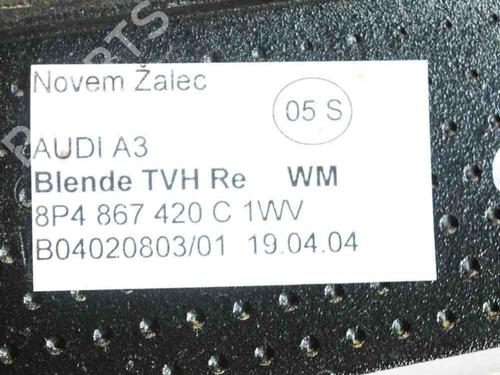 Novem Žalec
05 S
AUDI A3
Blende TVH Re WM
8P4 867 420 C 1WV
B04020803/01 19.04.04